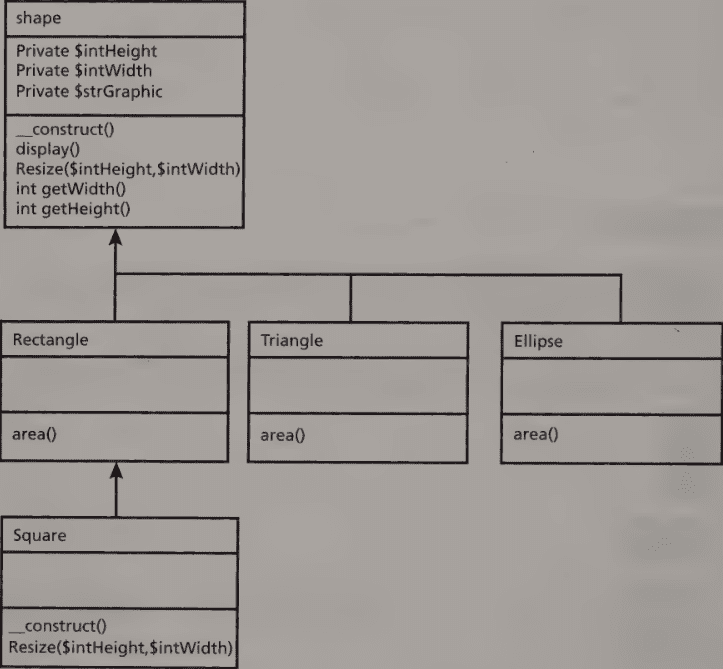 shape
Private $intHeight
Private $intWidth
Private $strGraphic
__construct()
display()
Resize($intHeight,$intWidth)
int getWidth()
int getHeight()
Rectangle
area()
Triangle
area()
Ellipse
area()
Square
__construct()
Resize($intHeight,$intWidth)